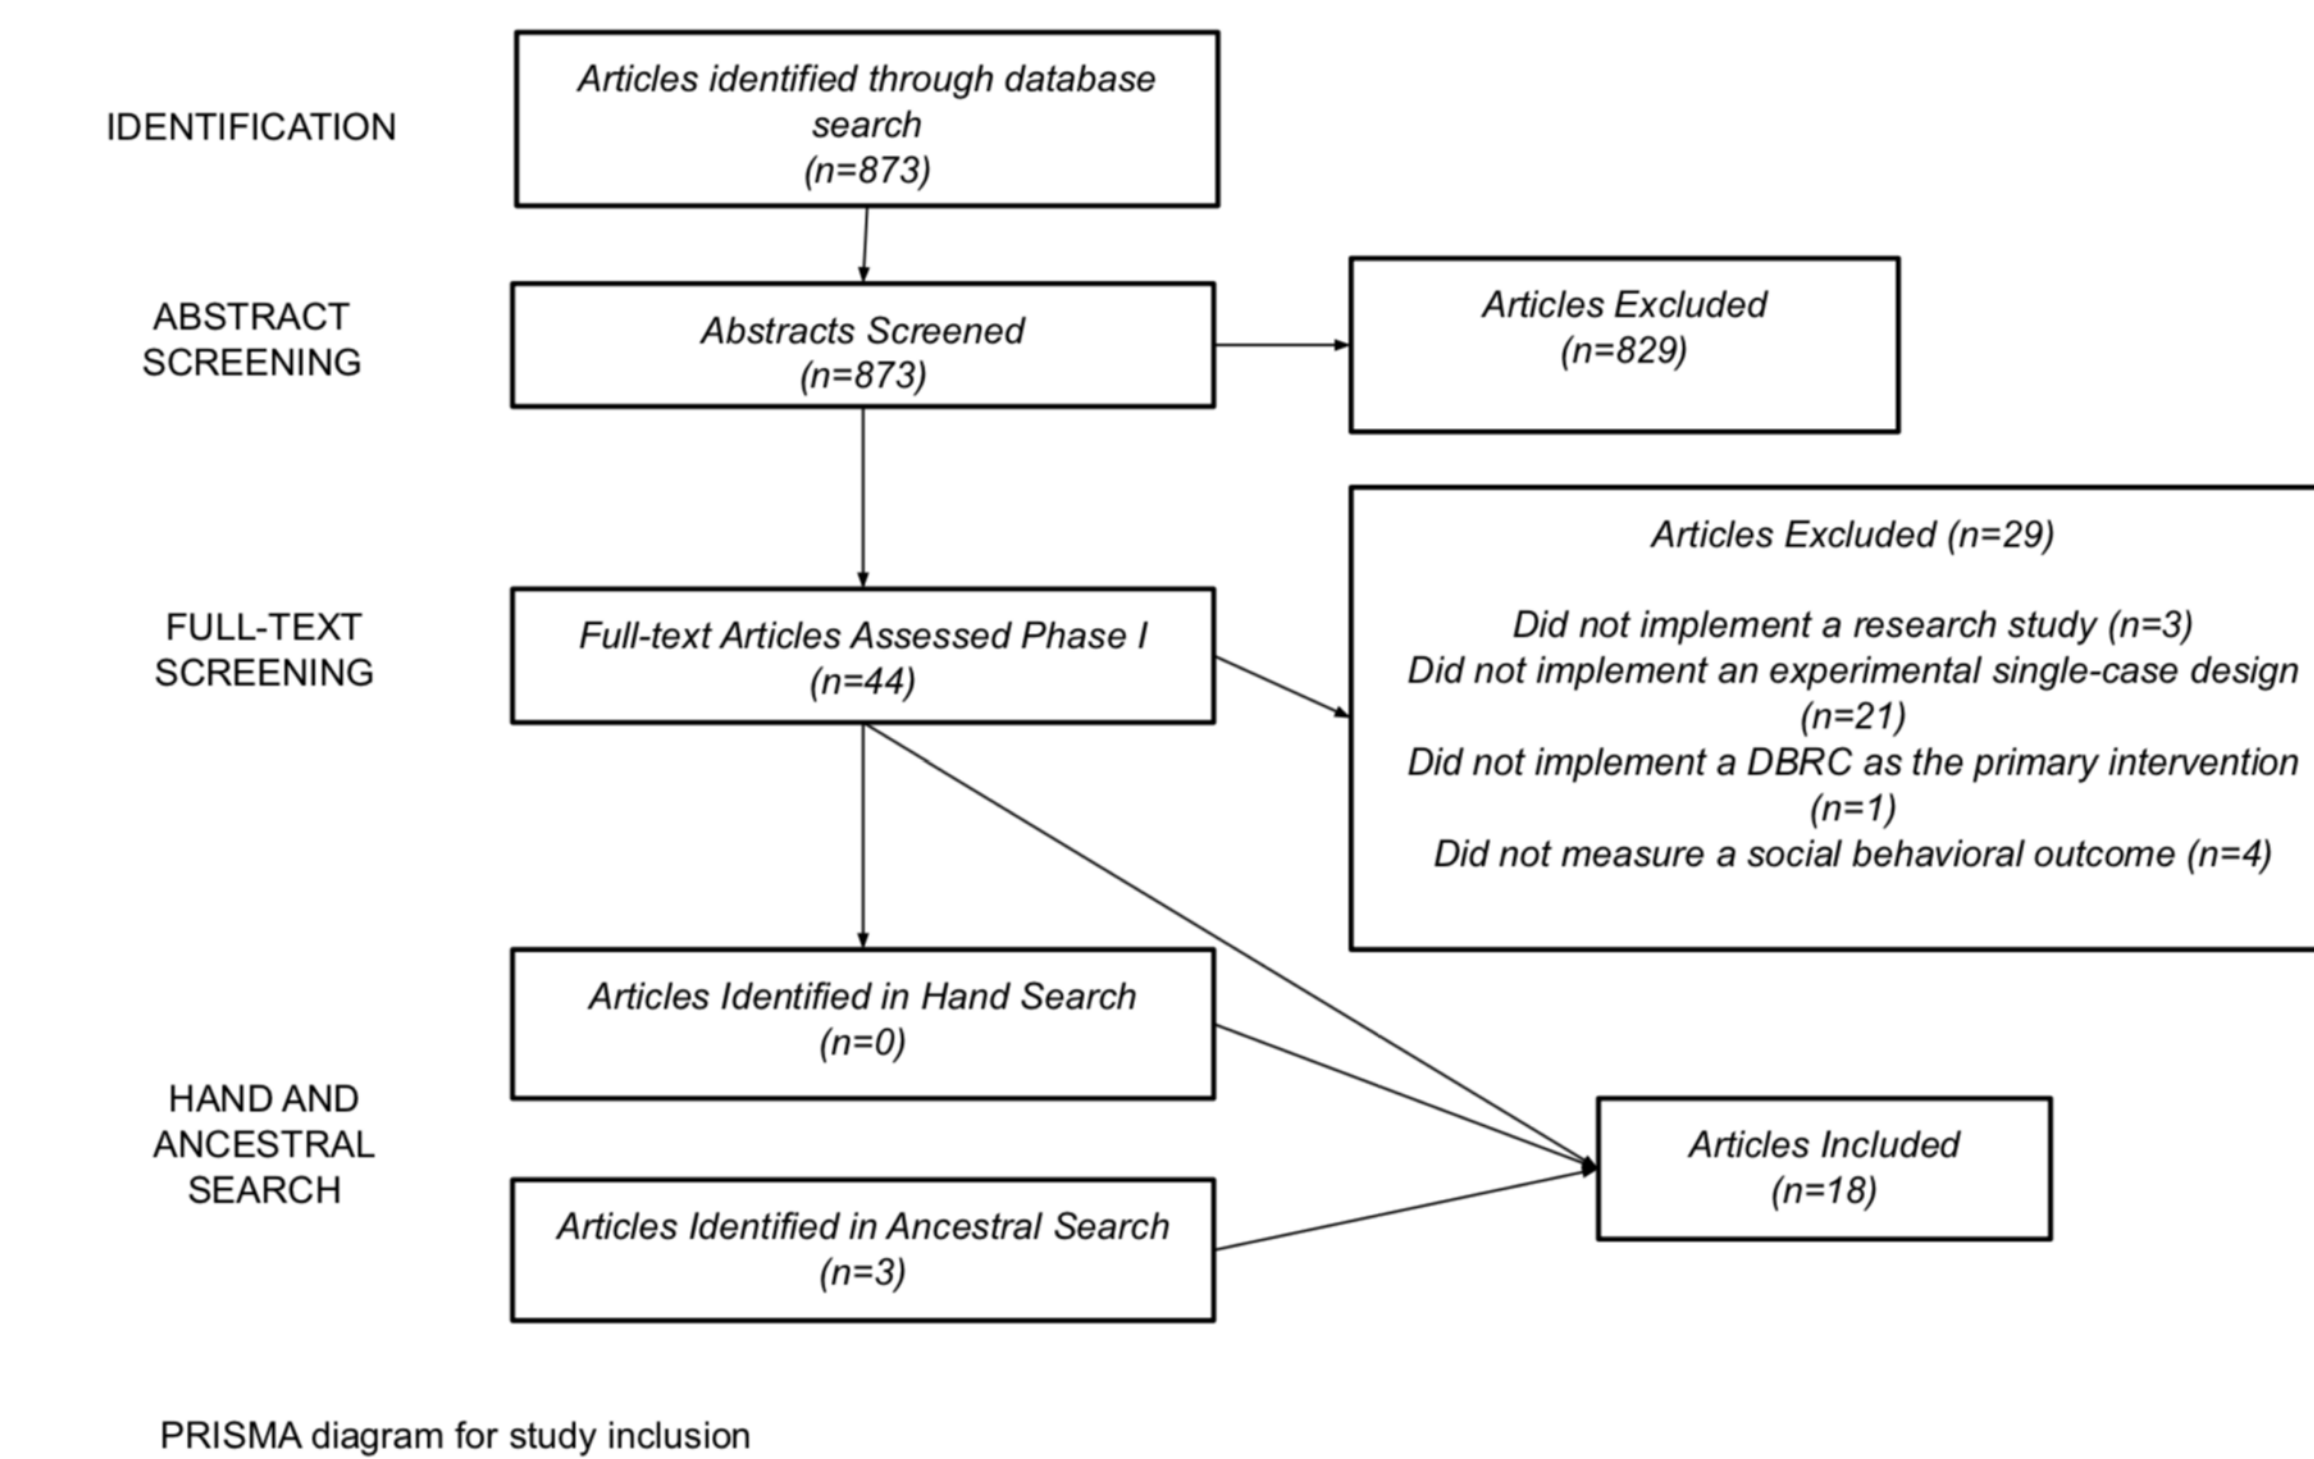 IDENTIFICATION
Articles identified through database
search
(n=873)
ABSTRACT
SCREENING
Abstracts Screened
(n=873)
Articles Excluded
(n=829)
FULL-TEXT
SCREENING
Full-text Articles Assessed Phase I
(n=44)
Articles Excluded (n=29)
Did not implement a research study (n=3)
Did not implement an experimental single-case design
(n=21)
Did not implement a DBRC as the primary intervention
(n=1)
Did not measure a social behavioral outcome (n=4)
HAND AND
ANCESTRAL
SEARCH
Articles Identified in Hand Search
(n=0)
Articles Identified in Ancestral Search
(n=3)
Articles Included
(n=18)
PRISMA diagram for study inclusion